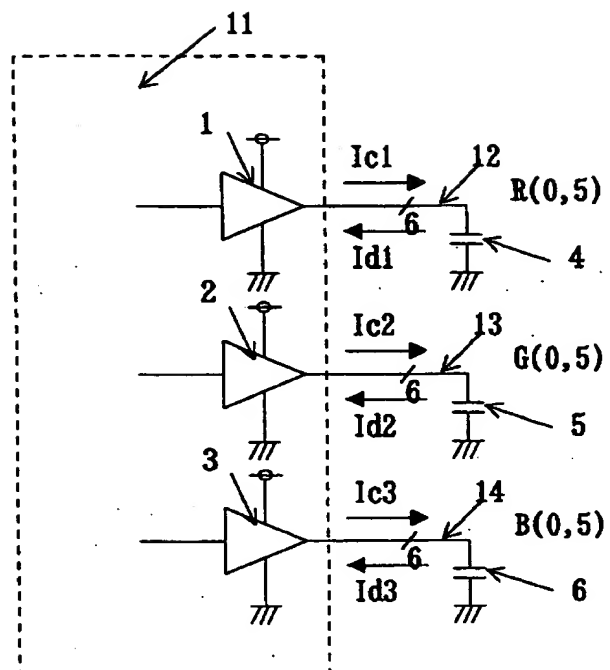 11
1
Ic1
12
R(0,5)
6
Id1
4
2
Ic2
13
G(0,5)
6
Id2
5
3
Ic3
14
B(0,5)
6
Id3
6